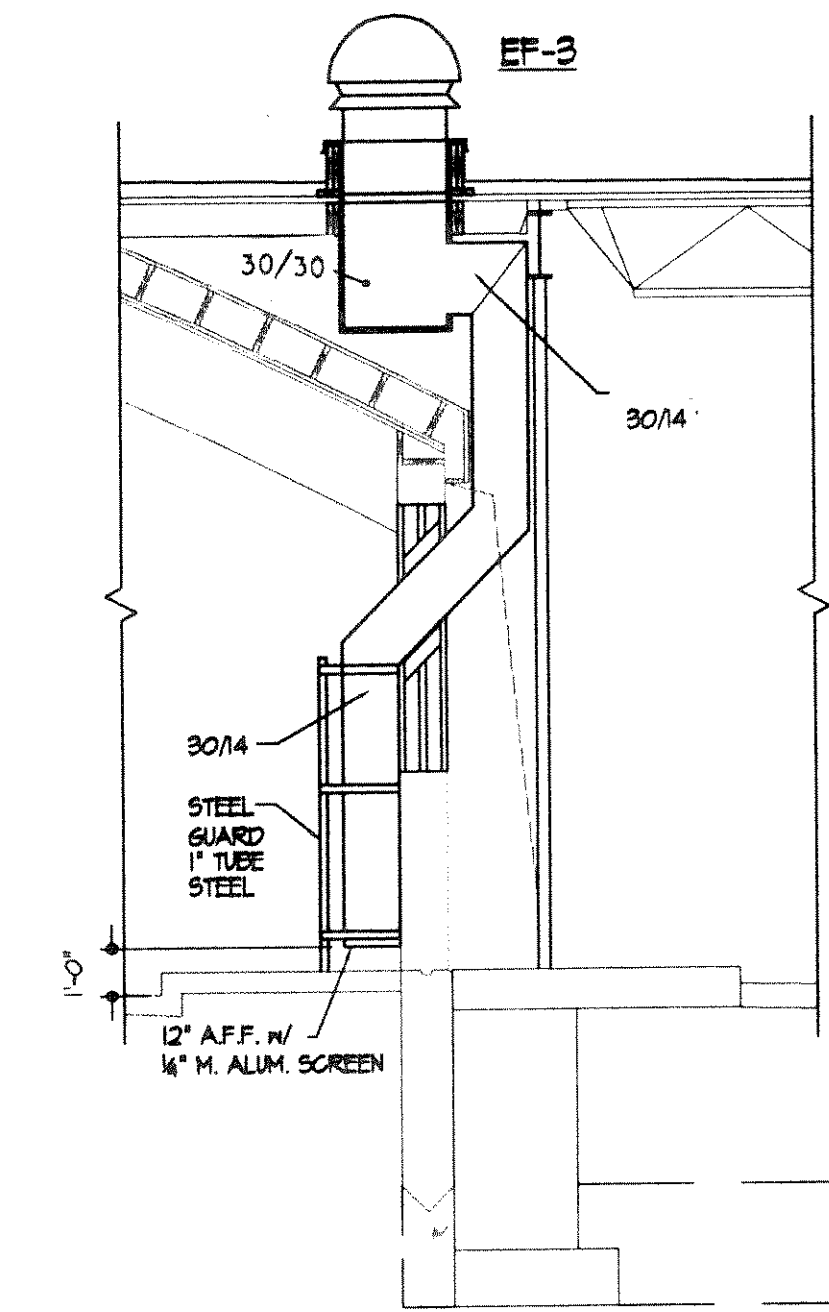 EF-3
30/30
30/14
30/14
STEEL
GUARD
1" TUBE
STEEL
1'-0"
12" A.F.F. w/
1/4" M. ALUM. SCREEN